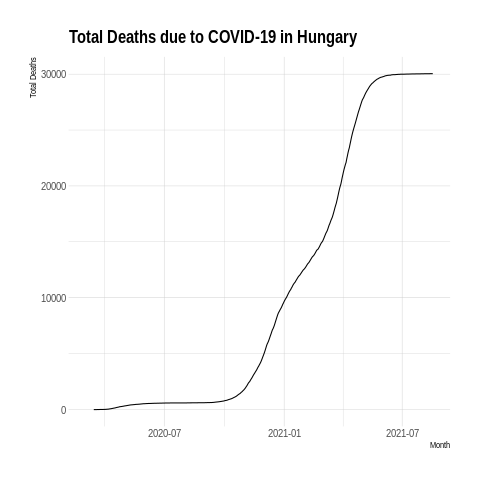 Total Deaths due to COVID-19 in Hungary
Total Deaths
30000
20000
10000
0
2020-07
2021-01
2021-07
Month